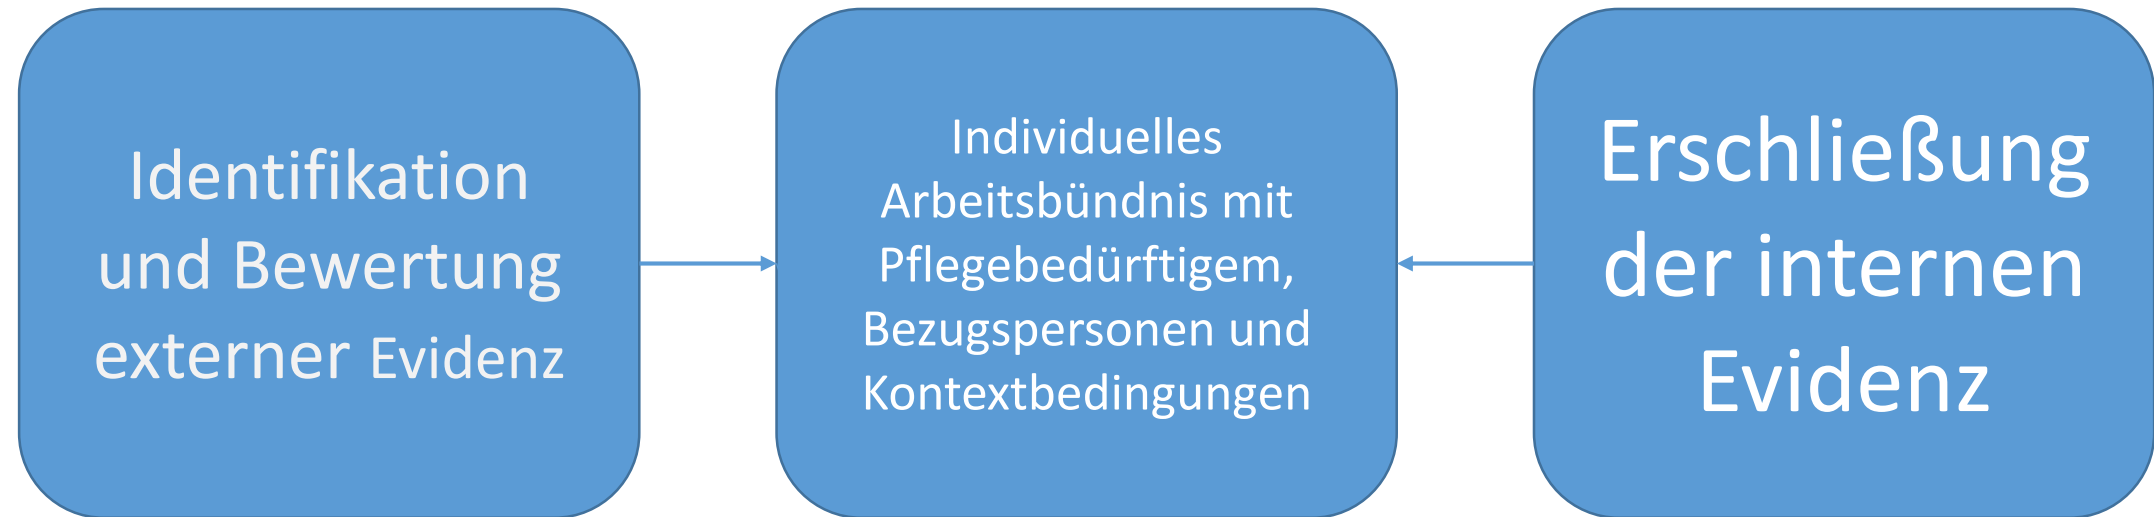 Identifikation
und Bewertung
externer Evidenz
Individuelles
Arbeitsbündnis mit
Pflegebedürftigem,
Bezugspersonen und
Kontextbedingungen
Erschließung
der internen
Evidenz